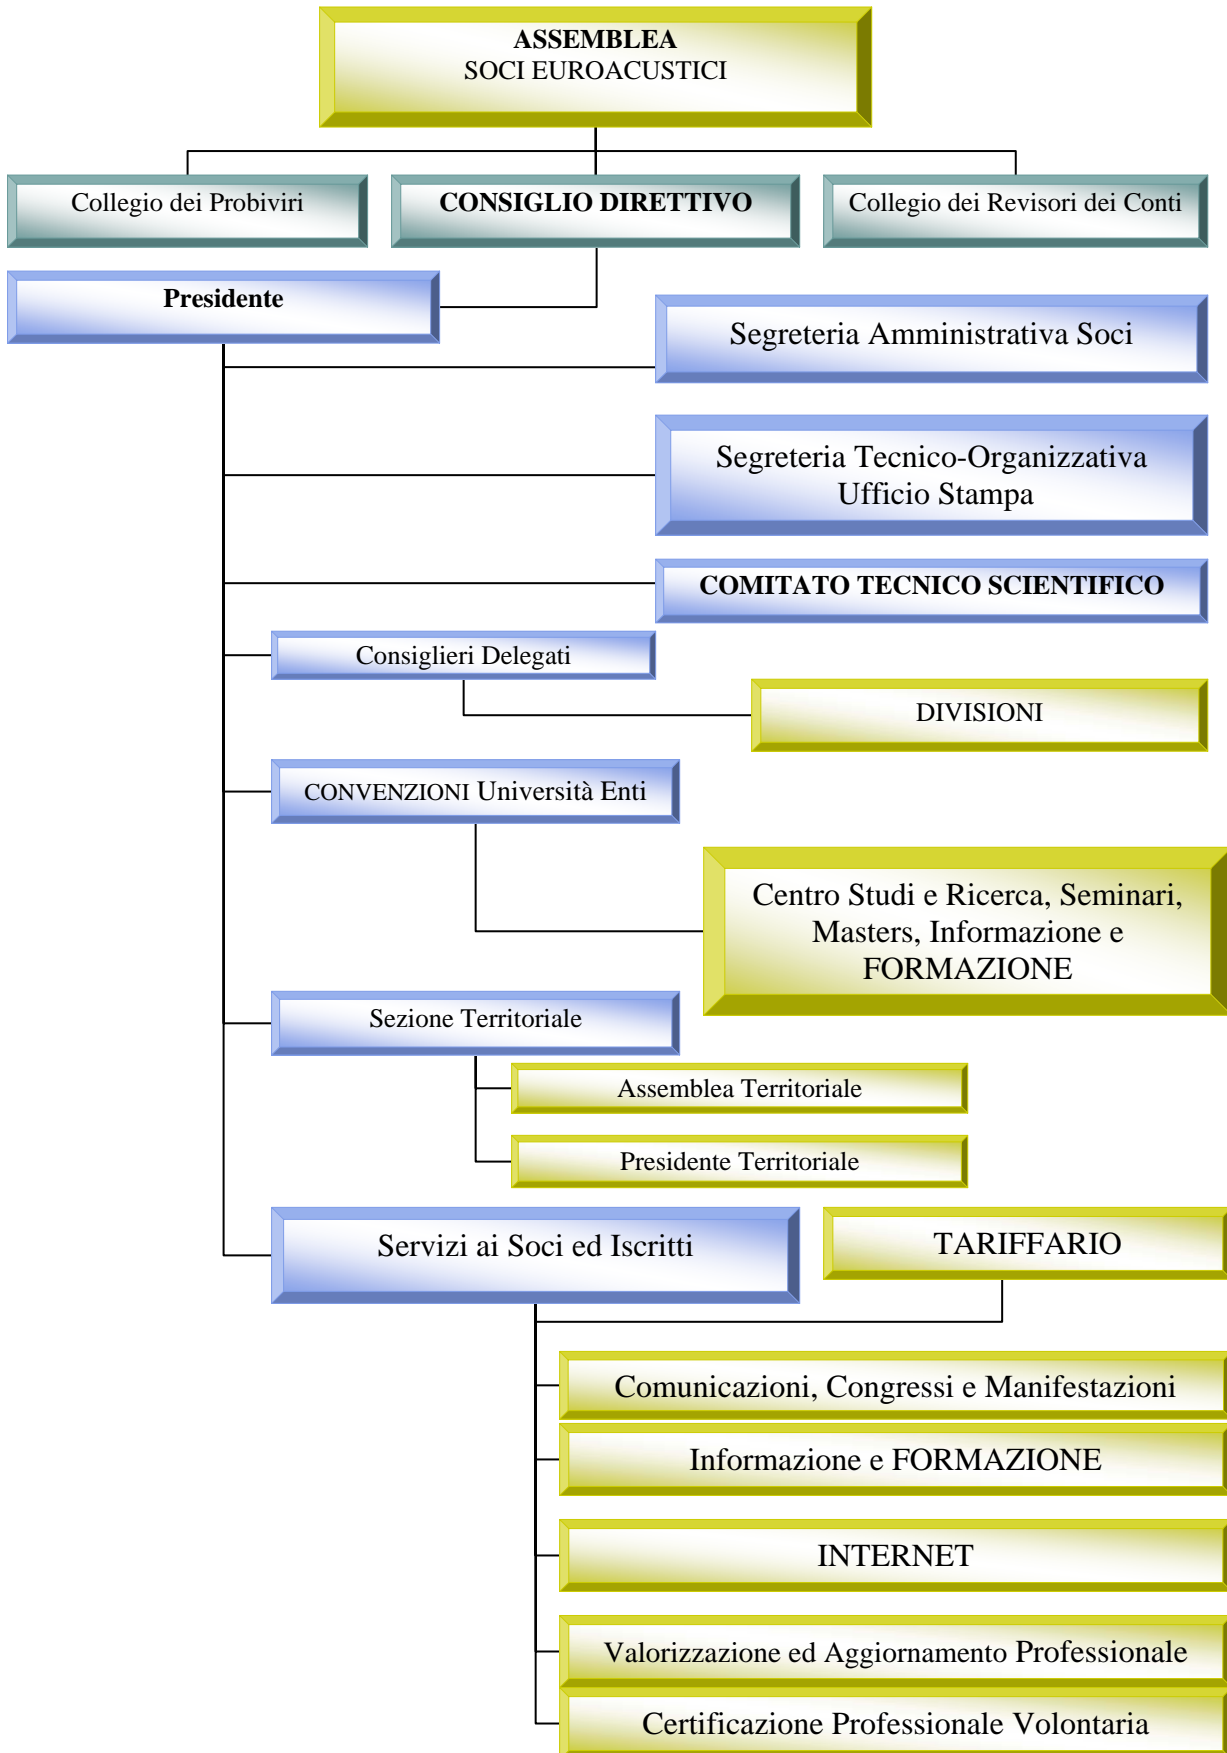 ASSEMBLEA
SOCI EUROACUSTICI
Collegio dei Probiviri
CONSIGLIO DIRETTIVO
Collegio dei Revisori dei Conti
Presidente
Segreteria Amministrativa Soci
Segreteria Tecnico-Organizzativa
Ufficio Stampa
COMITATO TECNICO SCIENTIFICO
Consiglieri Delegati
DIVISIONI
CONVENZIONI Università Enti
Centro Studi e Ricerca, Seminari,
Masters, Informazione e
FORMAZIONE
Sezione Territoriale
Assemblea Territoriale
Presidente Territoriale
Servizi ai Soci ed Iscritti
TARIFFARIO
Comunicazioni, Congressi e Manifestazioni
Informazione e FORMAZIONE
INTERNET
Valorizzazione ed Aggiornamento Professionale
Certificazione Professionale Volontaria